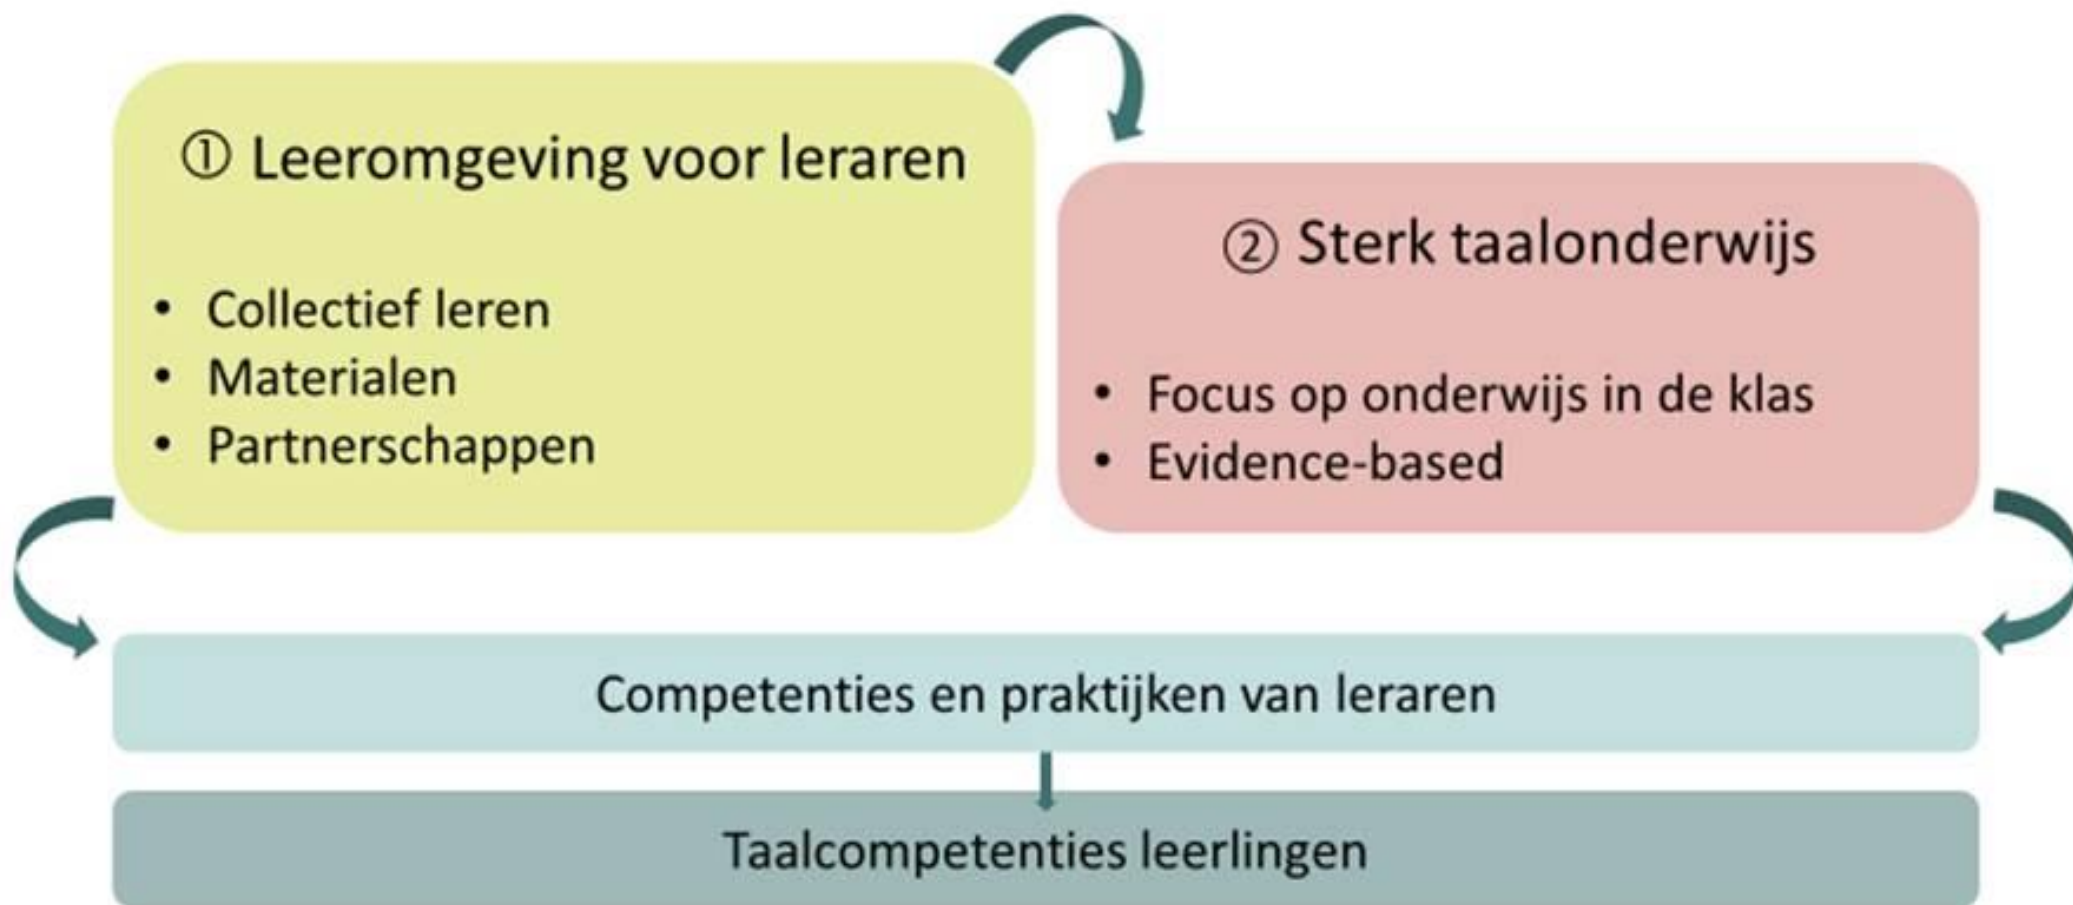 ① Leeromgeving voor leraren
• Collectief leren
• Materialen
• Partnerschappen
② Sterk taalonderwijs
• Focus op onderwijs in de klas
• Evidence-based
Competenties en praktijken van leraren
Taalcompetenties leerlingen